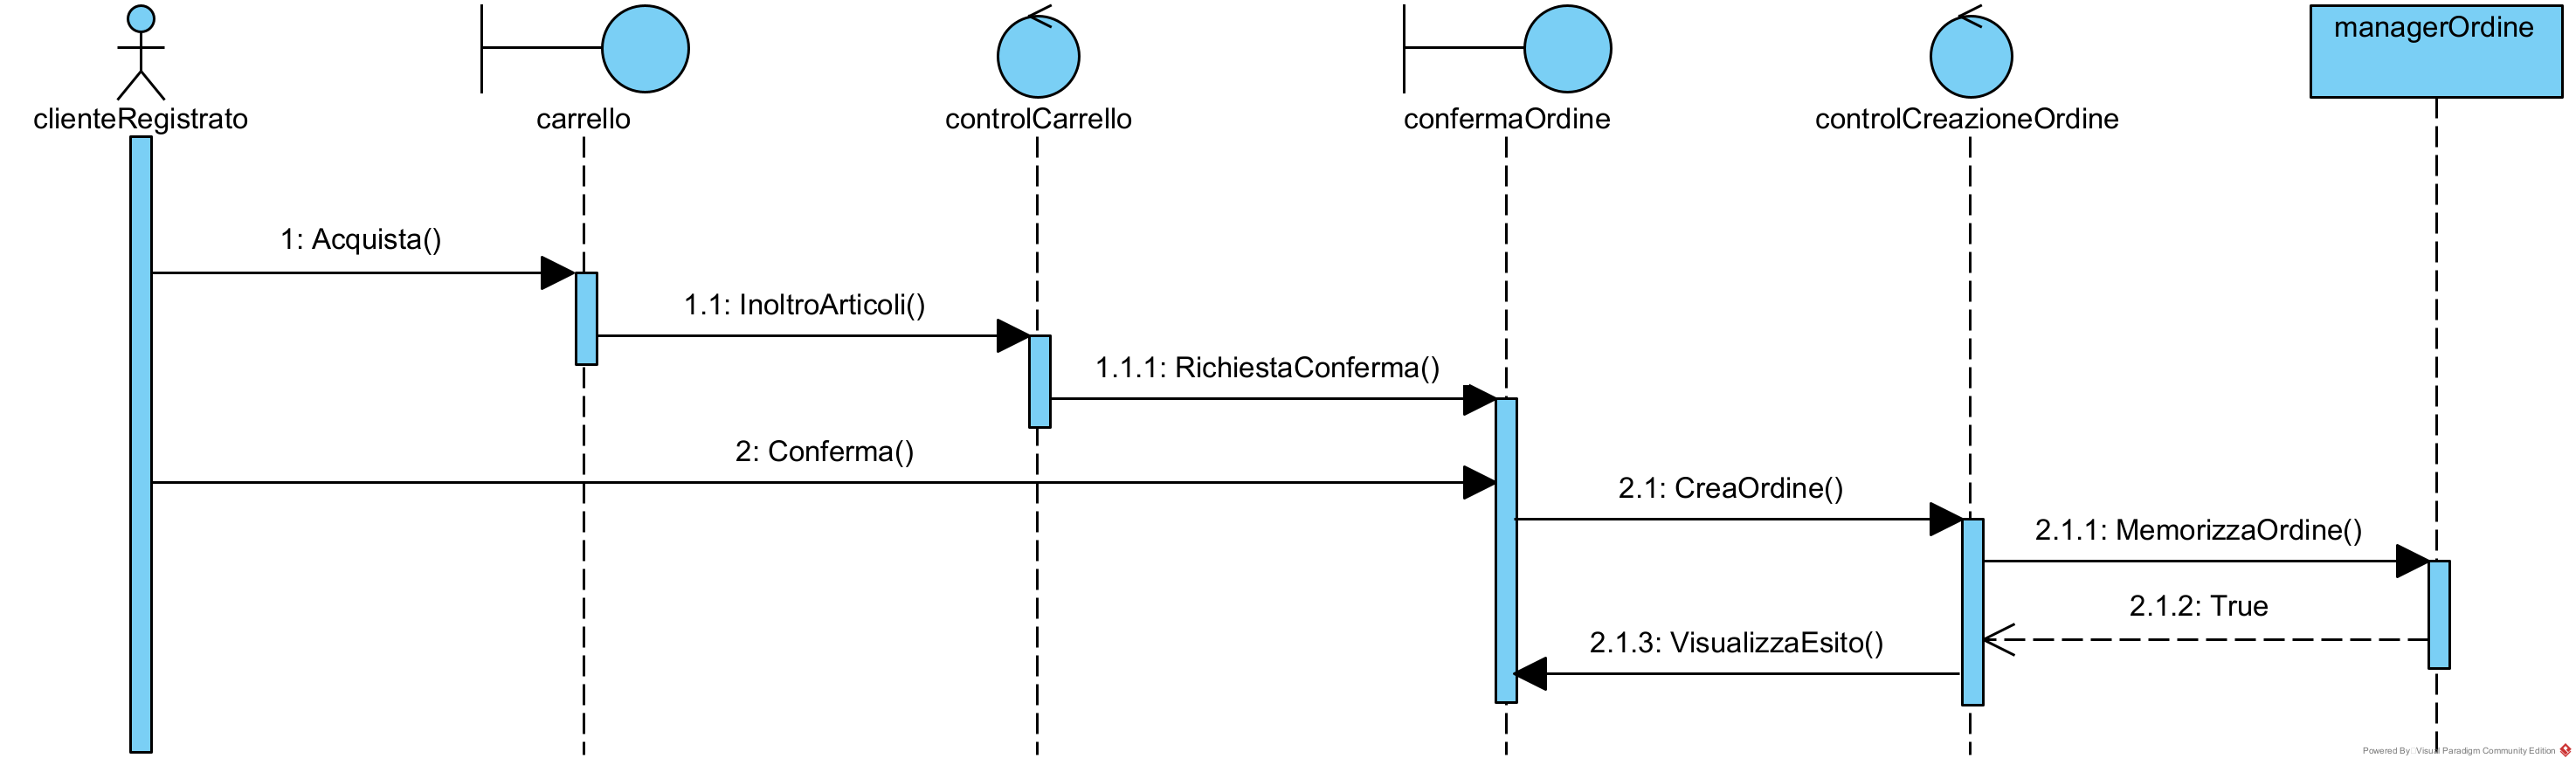 managerOrdine
clienteRegistrato
carrello
controlCarrello
confermaOrdine
controlCreazioneOrdine
1: Acquista()
1.1: InoltroArticoli()
1.1.1: RichiestaConferma()
2: Conferma()
2.1: CreaOrdine()
2.1.1: MemorizzaOrdine()
2.1.2: True
2.1.3: VisualizzaEsito()
Powered By Visual Paradigm Community Edition